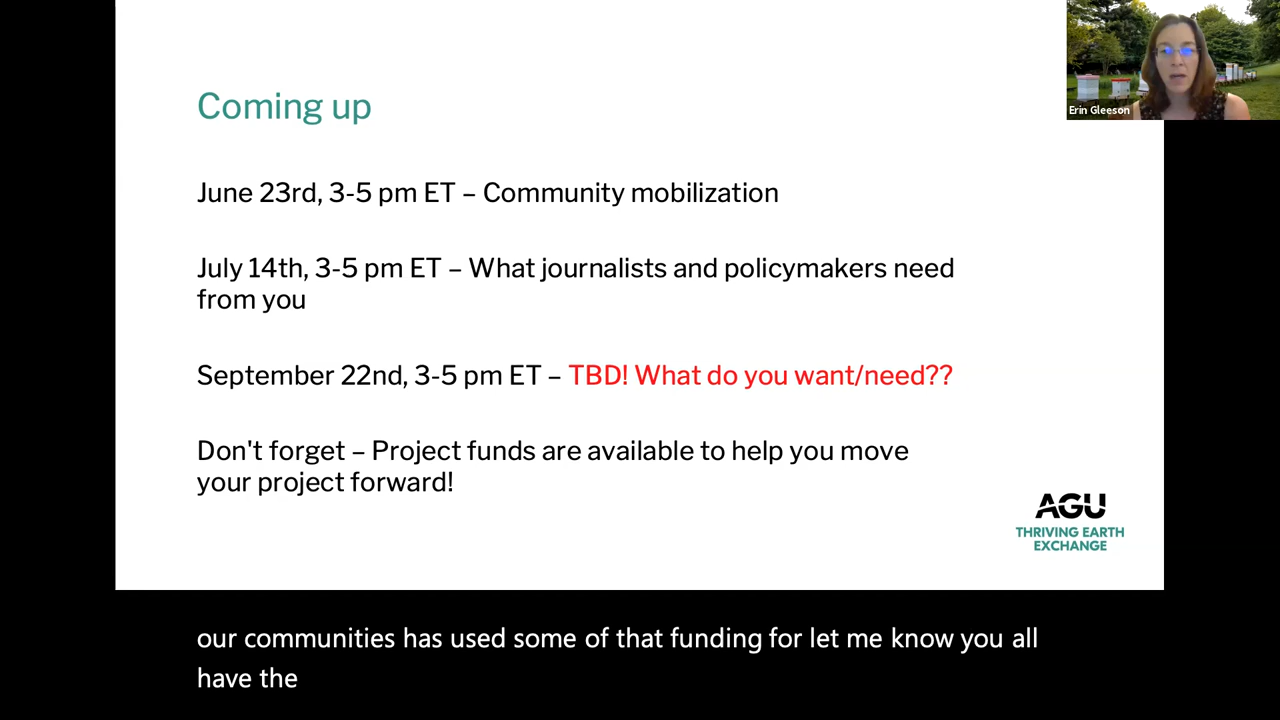 Coming up
Erin Gleeson
June 23rd, 3-5 pm ET – Community mobilization
July 14th, 3-5 pm ET – What journalists and policymakers need
from you
September 22nd, 3-5 pm ET – TBD! What do you want/need??
Don't forget – Project funds are available to help you move
your project forward!
AGU
THRIVING EARTH
EXCHANGE
our communities has used some of that funding for let me know you all
have the